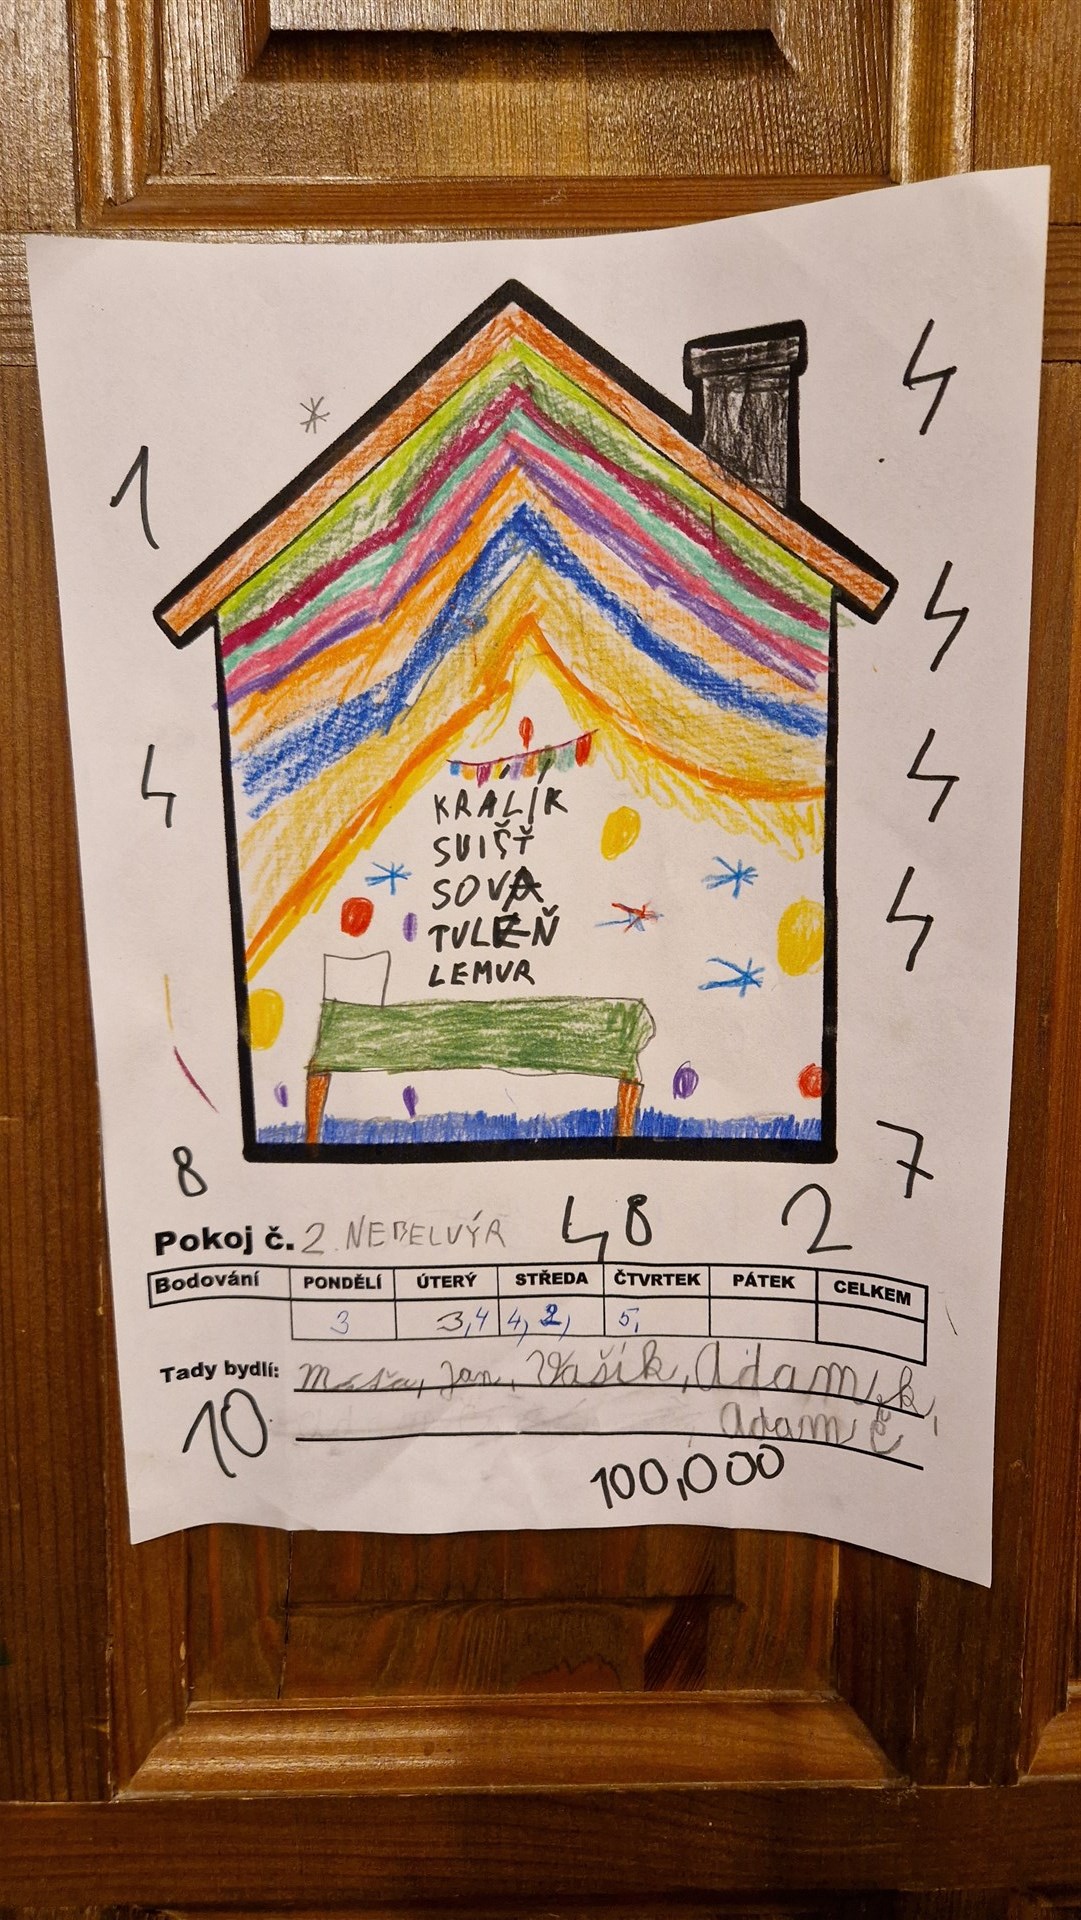 4
1
4
4
4
KRÁLÍK
SVIŠŤ
SOVA
4
TULEŇ
LEMUR
8
7
Pokoj č. 2 NEBELVÝR 48 2
Bodování PONDĚLÍ ÚTERÝ STŘEDA ČTVRTEK PÁTEK CELKEM
3 3,4 4, 2, 5,
Tady bydlí: Jan, Vašík, Adam k,
10 Adam Č
100,000